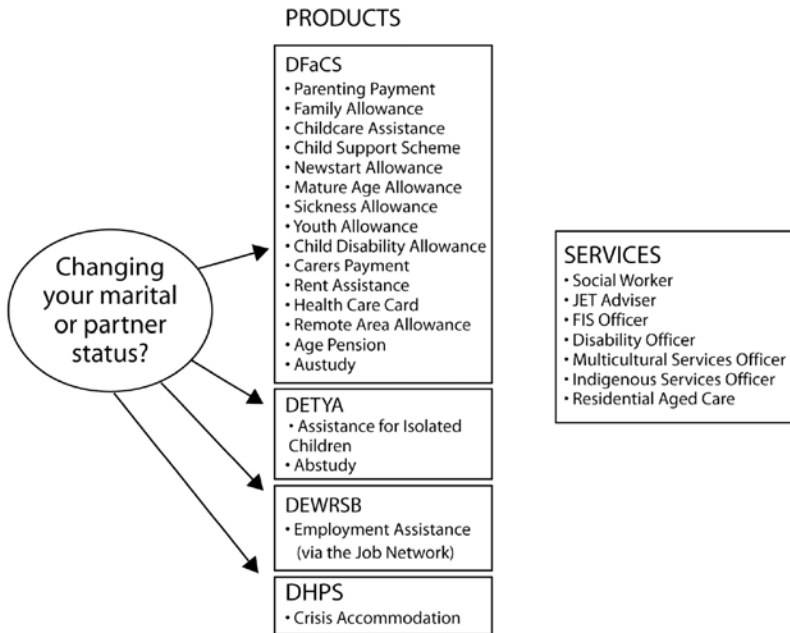 PRODUCTS
DFaCS
• Parenting Payment
• Family Allowance
• Childcare Assistance
• Child Support Scheme
• Newstart Allowance
• Mature Age Allowance
• Sickness Allowance
• Youth Allowance
• Child Disability Allowance
• Carers Payment
• Rent Assistance
• Health Care Card
• Remote Area Allowance
• Age Pension
• Austudy
Changing
your marital
or partner
status?
SERVICES
• Social Worker
• JET Adviser
• FIS Officer
• Disability Officer
• Multicultural Services Officer
• Indigenous Services Officer
• Residential Aged Care
DETYA
• Assistance for Isolated
Children
• Abstudy
DEWRSB
• Employment Assistance
(via the Job Network)
DHPS
• Crisis Accommodation